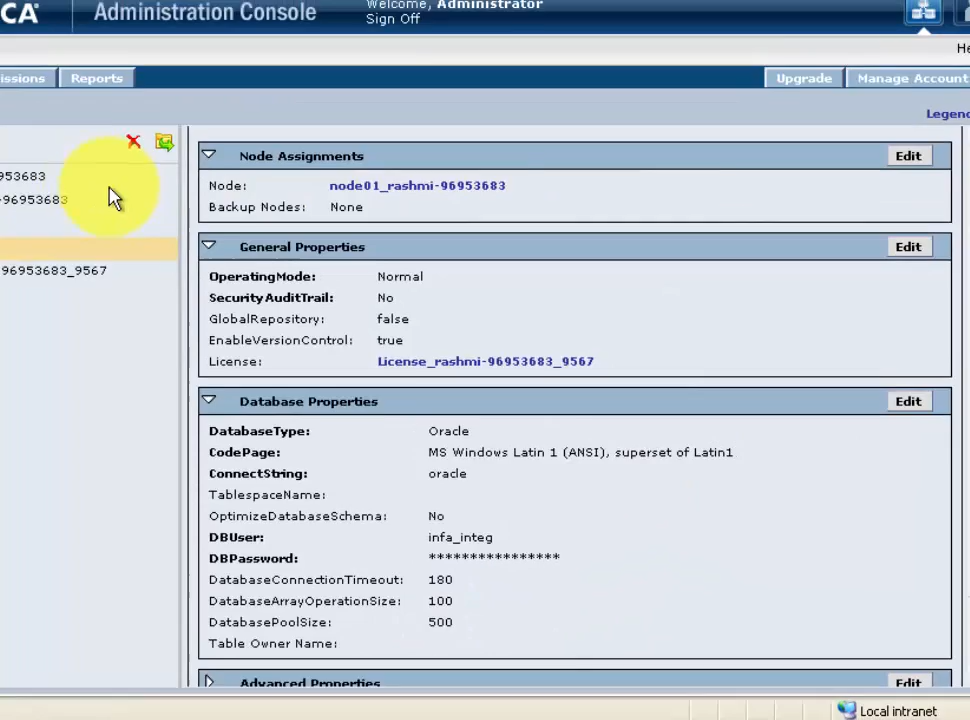 CA Administration Console
Welcome, Administrator
Sign Off
He
issions Reports Upgrade Manage Account
Legend
Node Assignments Edit
953683
Node: node01_rashmi-96953683
-96953683
Backup Nodes: None
General Properties Edit
96953683_9567
OperatingMode: Normal
SecurityAuditTrail: No
GlobalRepository: false
EnableVersionControl: true
License: License_rashmi-96953683_9567
Database Properties Edit
DatabaseType: Oracle
CodePage: MS Windows Latin 1 (ANSI), superset of Latin1
ConnectString: oracle
TablespaceName:
OptimizeDatabaseSchema: No
DBUser: infa_integ
DBPassword: ****************
DatabaseConnectionTimeout: 180
DatabaseArrayOperationSize: 100
DatabasePoolSize: 500
Table Owner Name:
Advanced Properties Edit
Local intranet